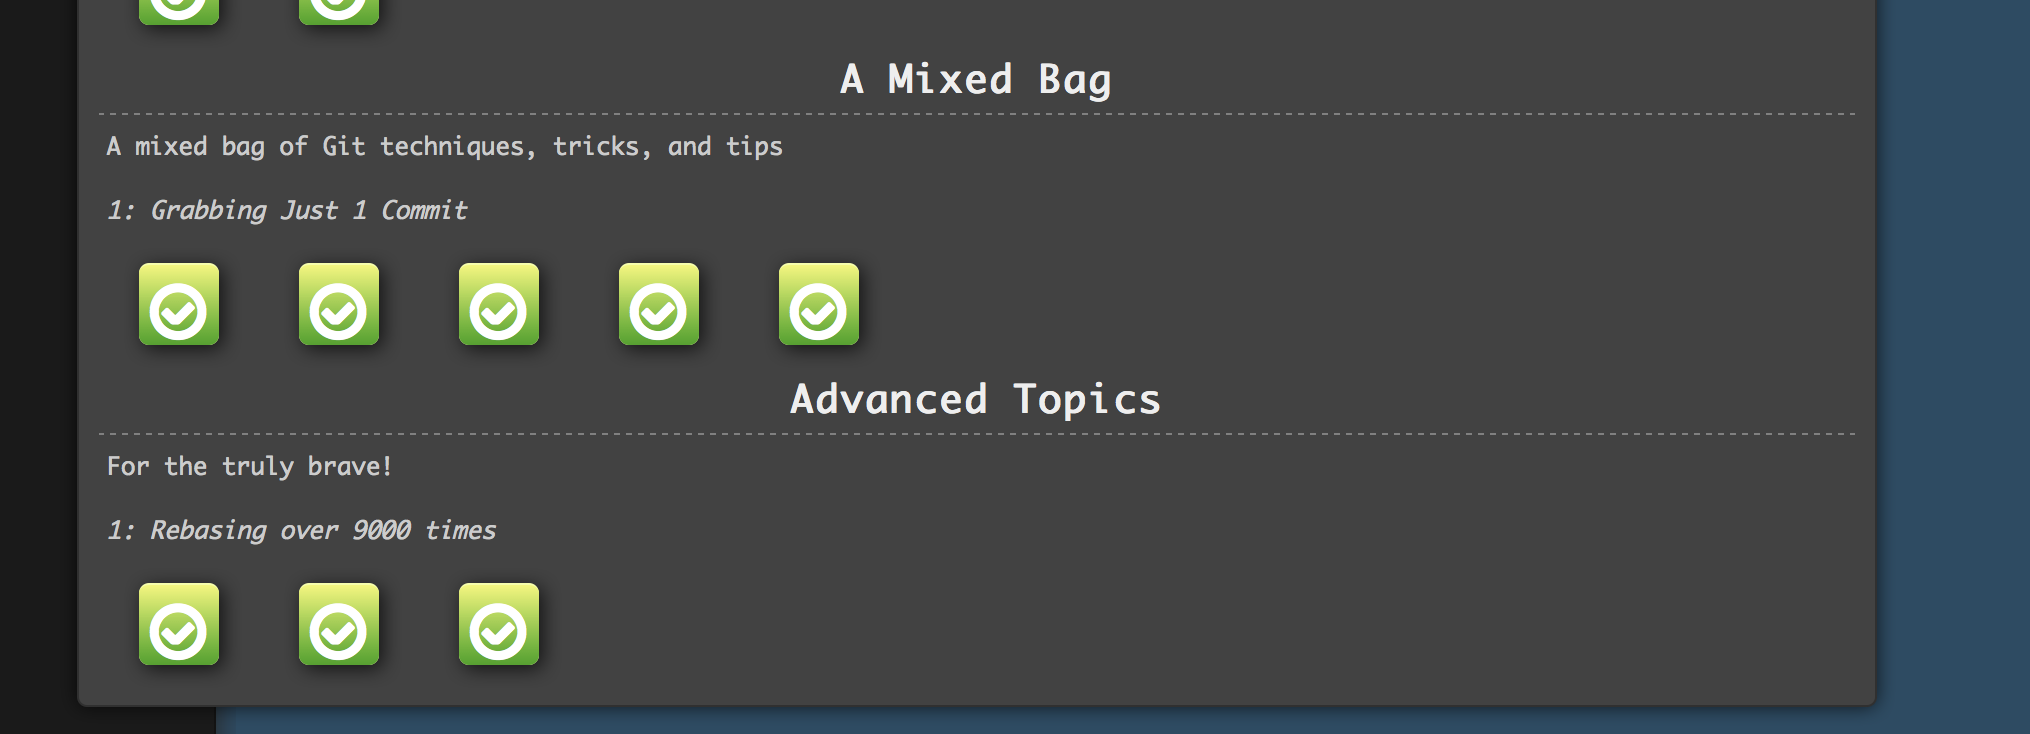 A Mixed Bag
A mixed bag of Git techniques, tricks, and tips
1: Grabbing Just 1 Commit
Advanced Topics
For the truly brave!
1: Rebasing over 9000 times